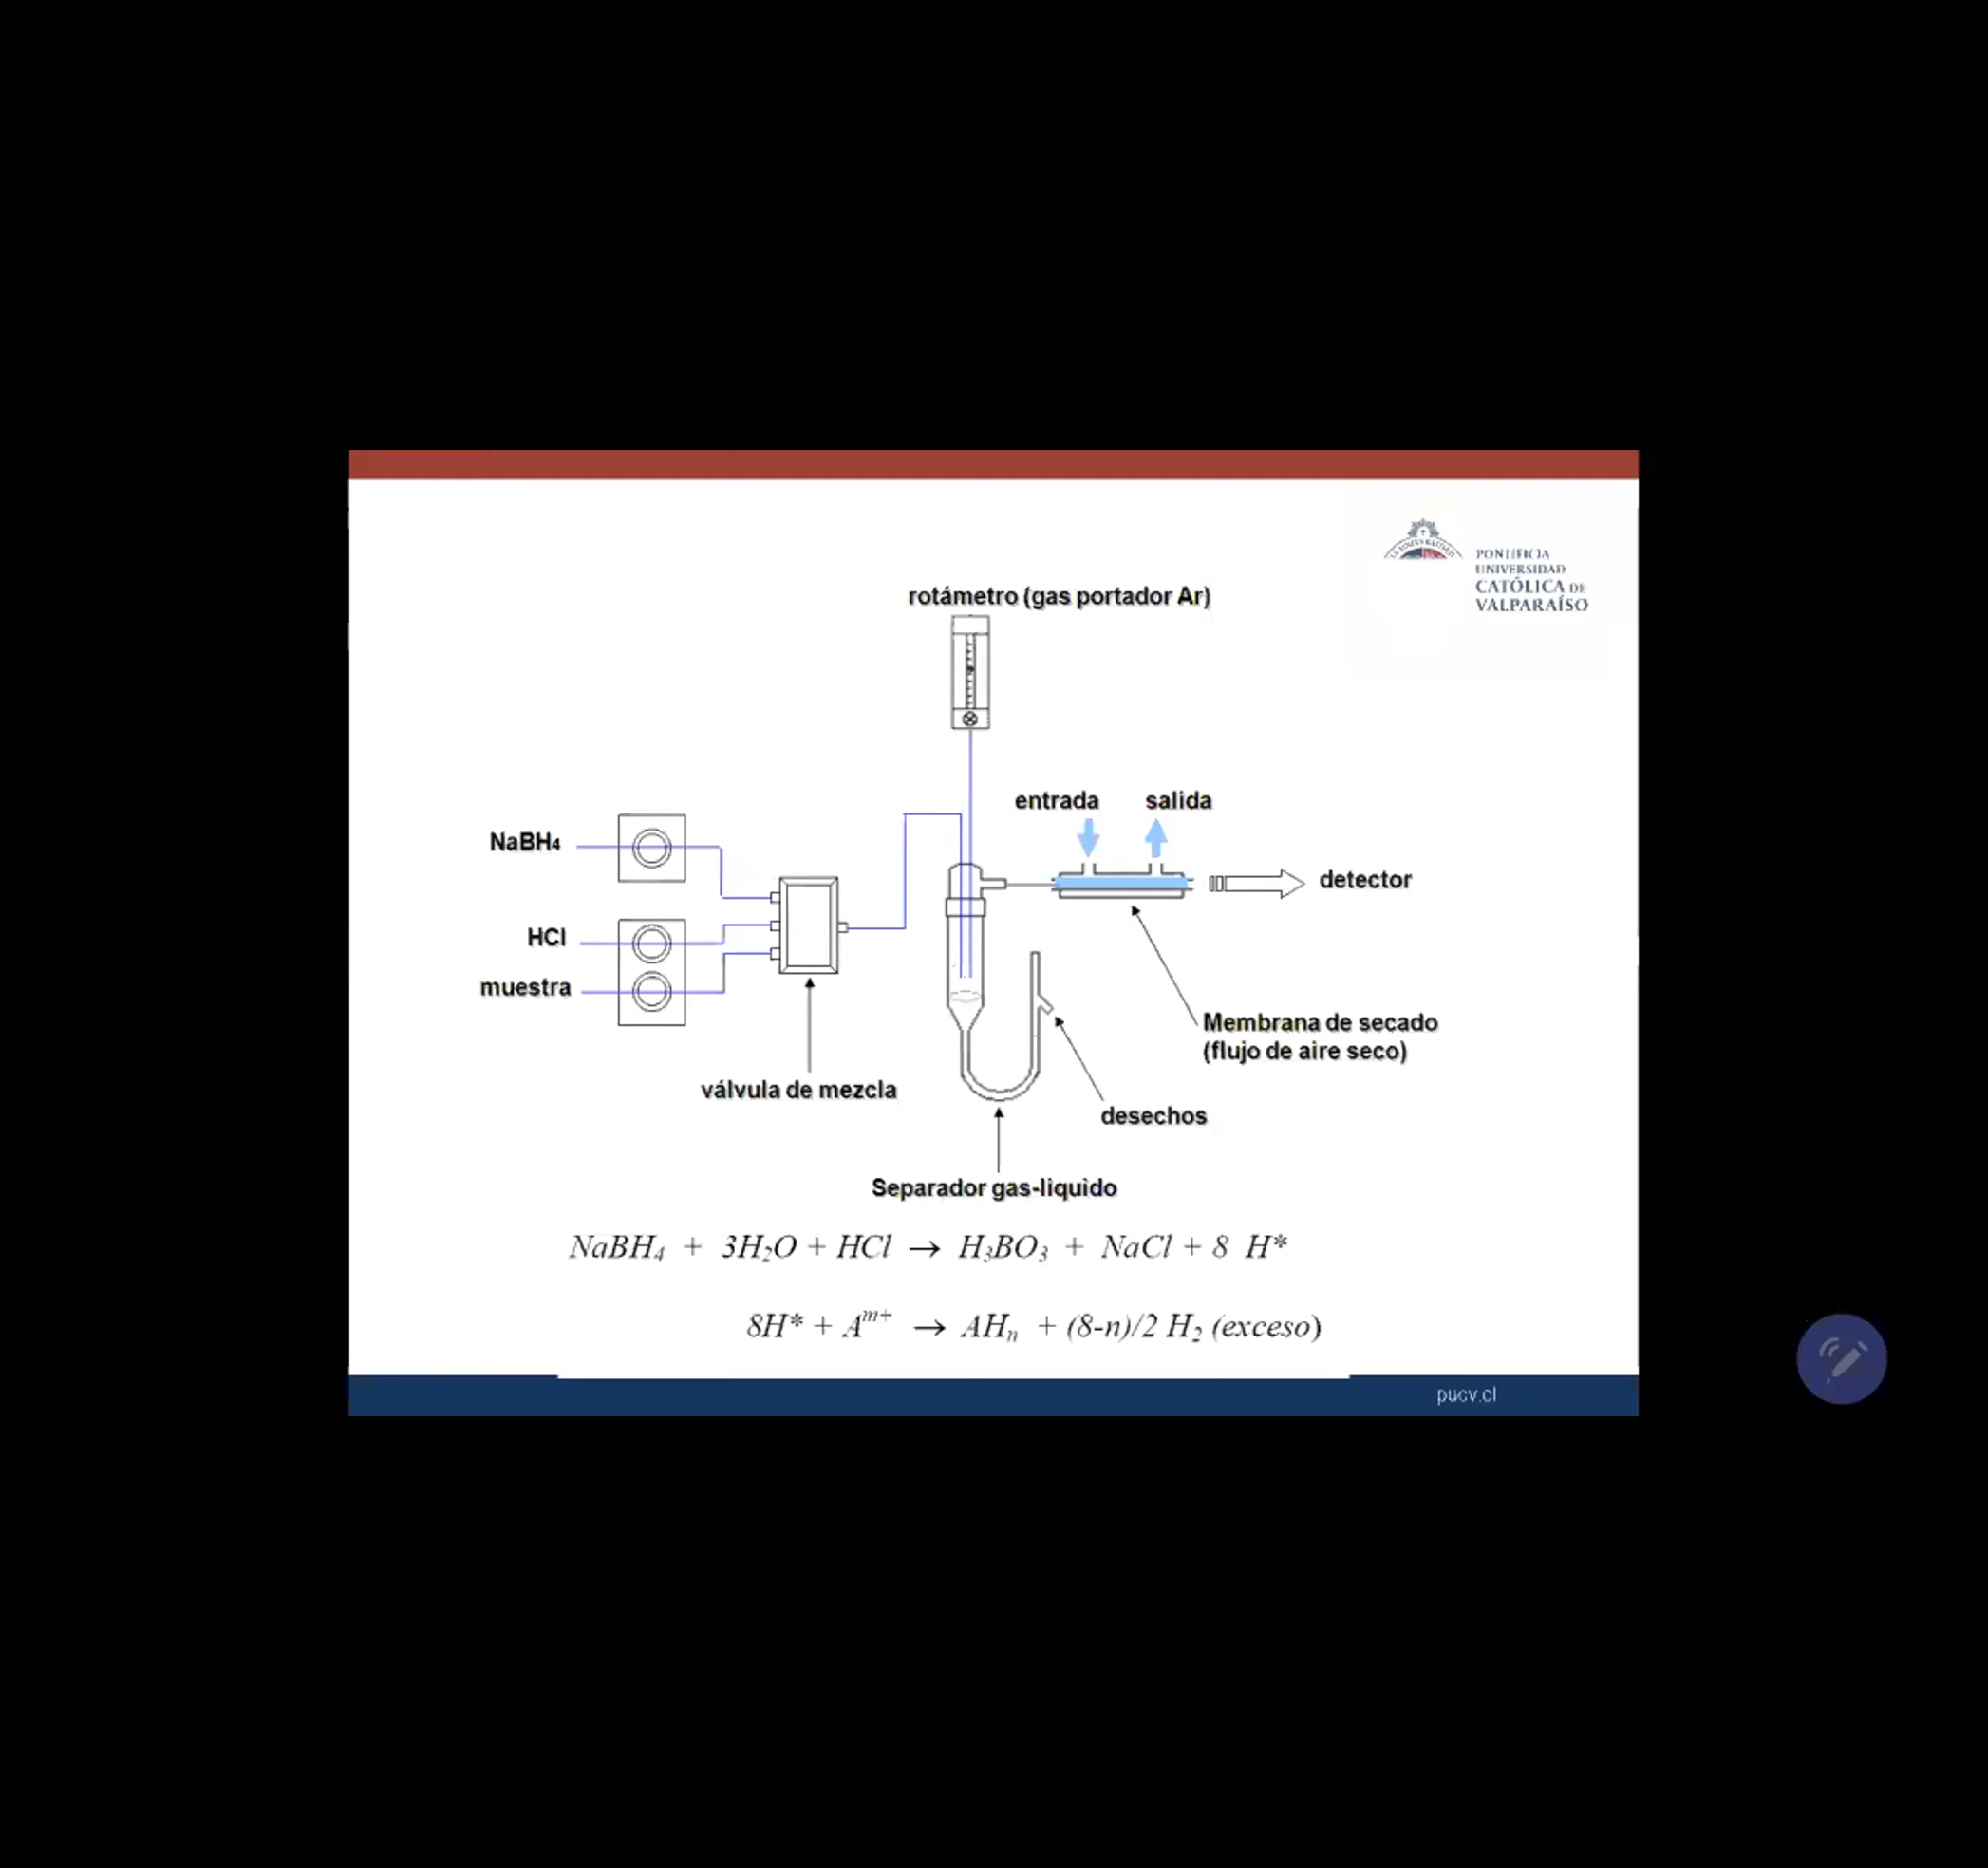 PONTIFICIA
UNIVERSIDAD
CATÓLICA DE
VALPARAÍSO
rotámetro (gas portador Ar)
entrada
salida
NaBH₄
detector
HCl
muestra
Membrana de secado
(flujo de aire seco)
válvula de mezcla
desechos
Separador gas-liquido
NaBH₄ + 3H₂O + HCl → H₃BO₃ + NaCl + 8 H*
8H* + Aᵐ⁺ → AHₙ + (8-n)/2 H₂ (exceso)
pucv.cl